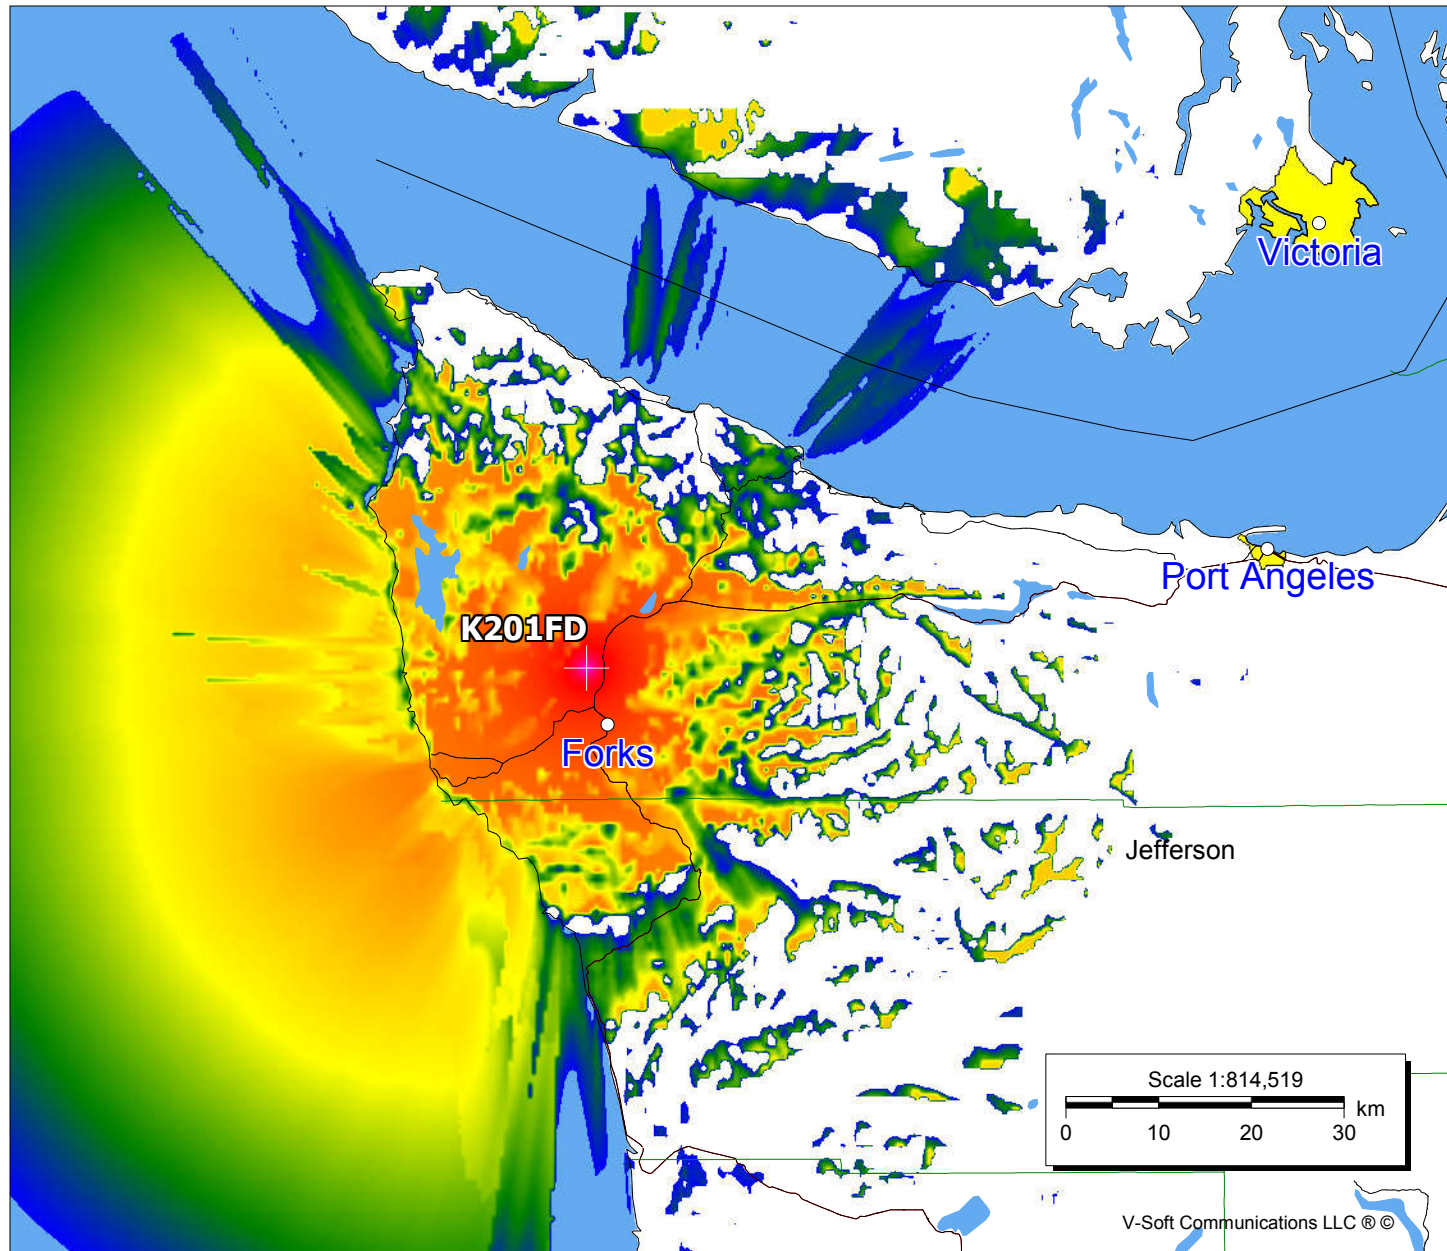 Victoria
Port Angeles
K201FD
Forks
Jefferson
Scale 1:814,519
km
0 10 20 30
V-Soft Communications LLC ® ©